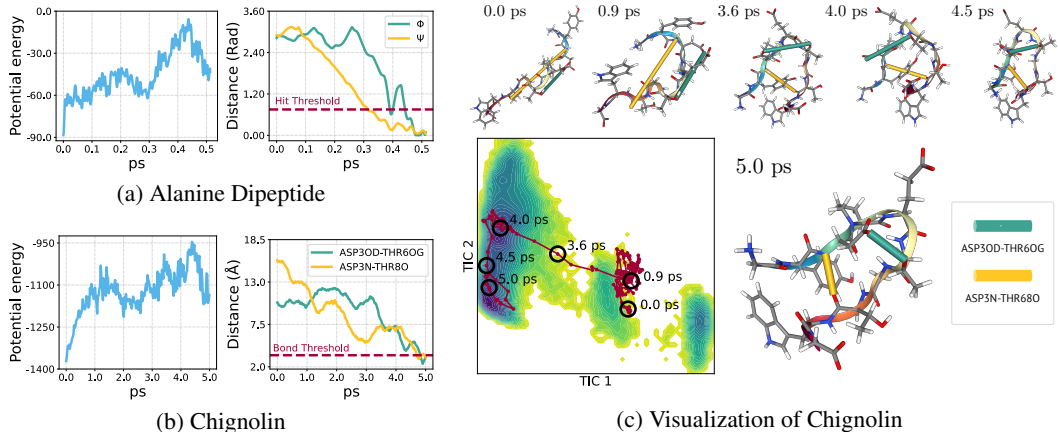 Potential energy
-0.0
-30.0
-60.0
-90.0
0.0 0.1 0.2 0.3 0.4 0.5
ps
Distance (Rad)
3.60
2.40
1.20
0.00
Φ
Ψ
Hit Threshold
0.0 0.1 0.2 0.3 0.4 0.5
ps
(a) Alanine Dipeptide
Potential energy
-950
-1100
-1250
-1400
0.0 1.0 2.0 3.0 4.0 5.0
ps
Distance (Å)
18.5
13.0
7.5
2.0
ASP3OD-THR6OG
ASP3N-THR8O
Bond Threshold
0.0 1.0 2.0 3.0 4.0 5.0
ps
(b) Chignolin
0.0 ps
0.9 ps
3.6 ps
4.0 ps
4.5 ps
TIC 2
4.0 ps
3.6 ps
4.5 ps
5.0 ps
0.9 ps
0.0 ps
TIC 1
5.0 ps
ASP3OD-THR6OG
ASP3N-THR68O
(c) Visualization of Chignolin